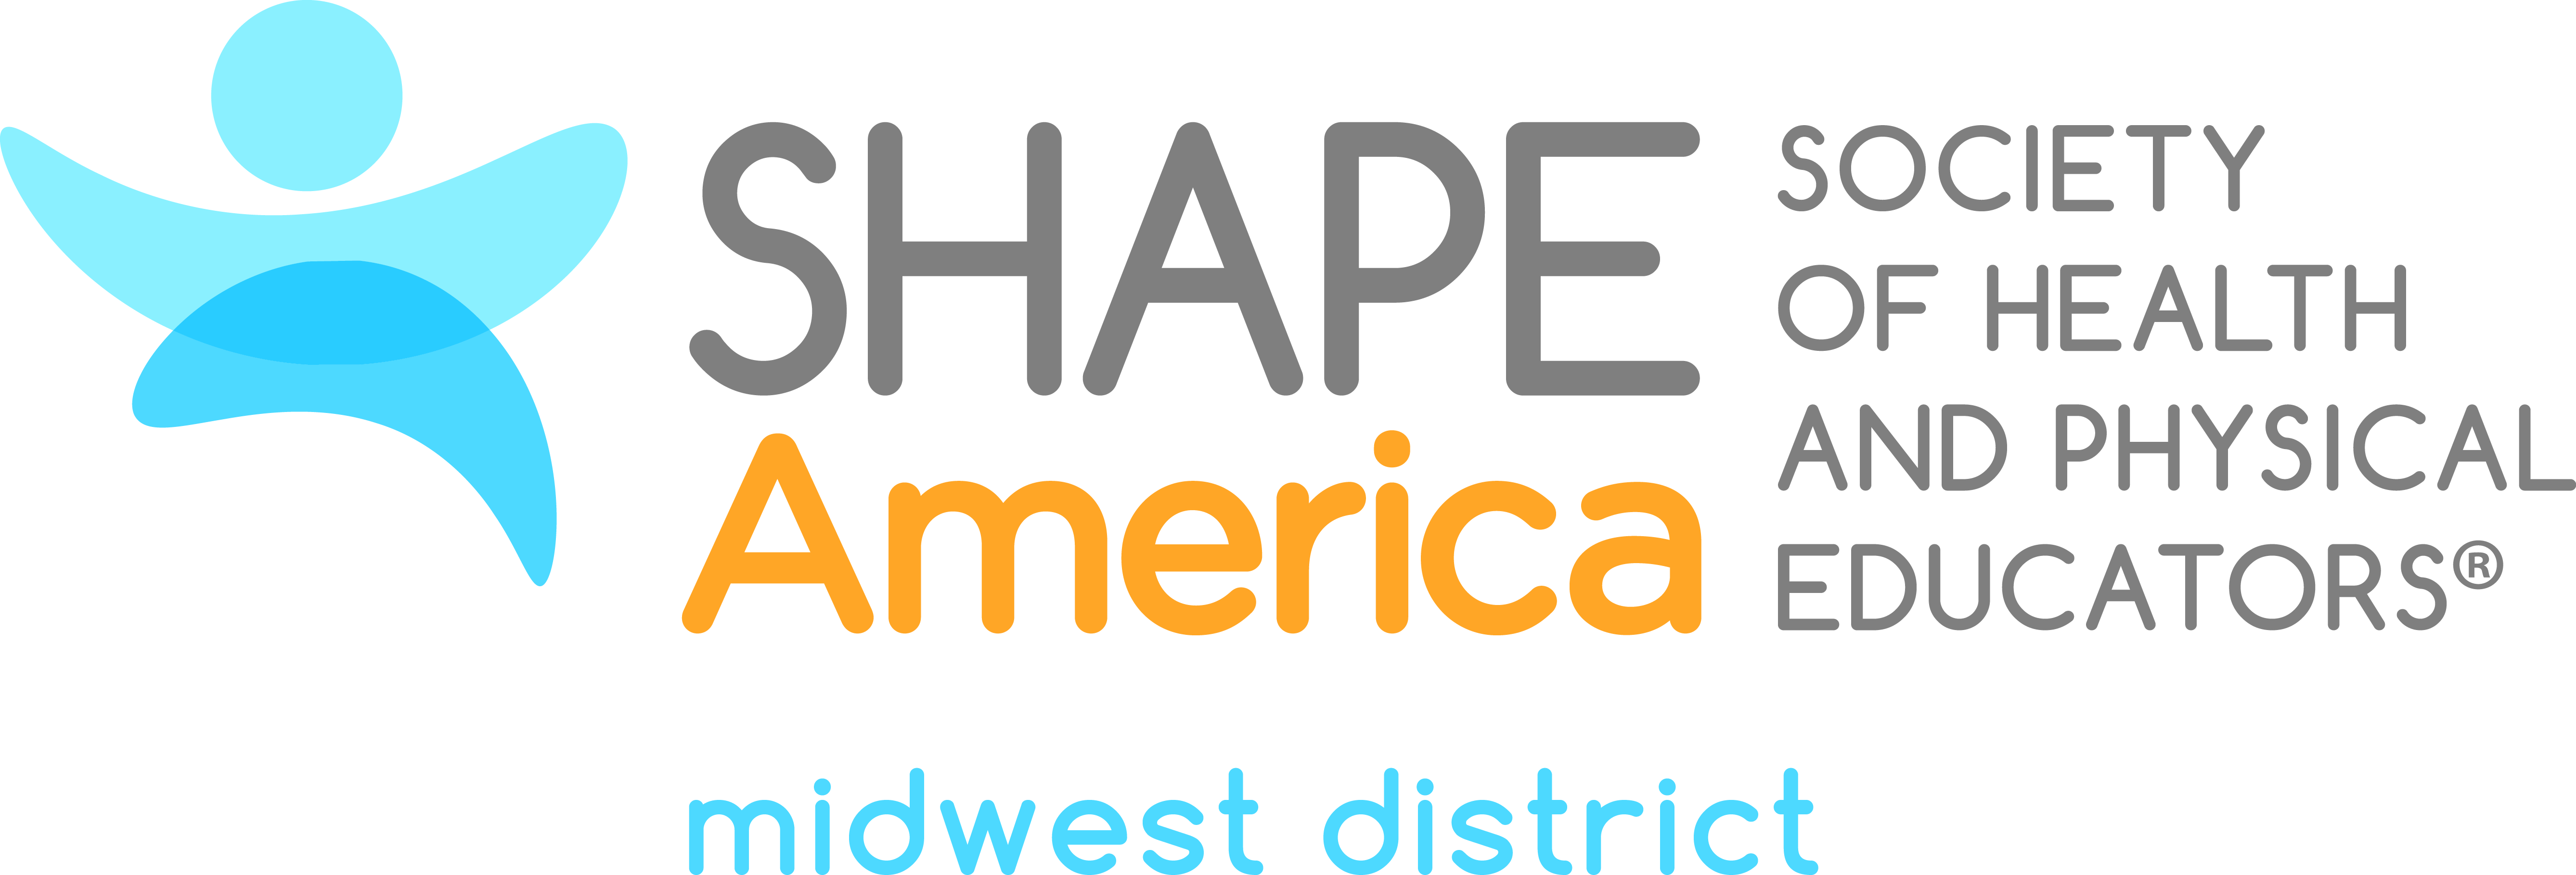 SHAPE
America
SOCIETY
OF HEALTH
AND PHYSICAL
EDUCATORS®
midwest district